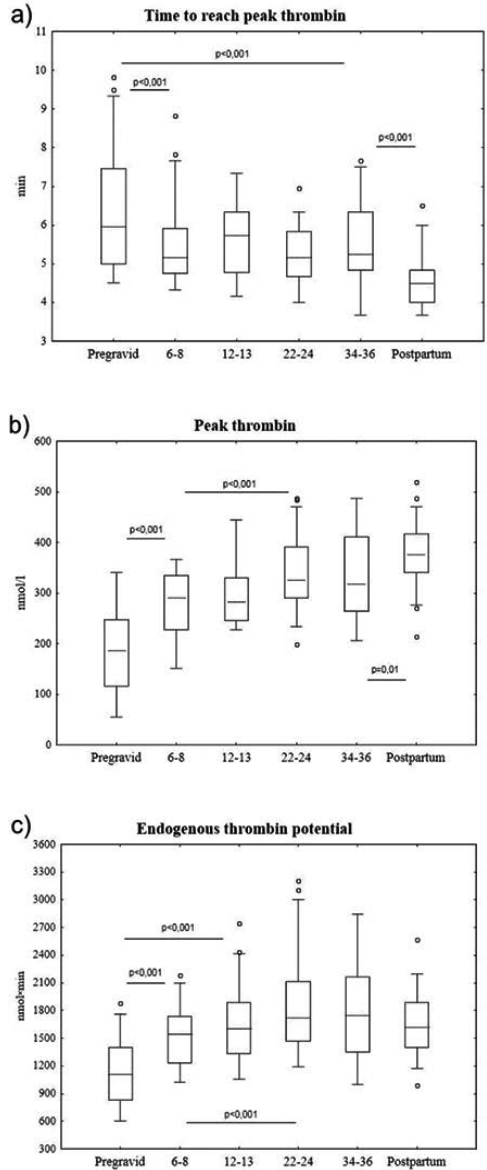 a)
Time to reach peak thrombin
11
10
9
8
7
6
5
4
3
min
p<0,001
p<0,001
p<0,001
Pregravid 6-8 12-13 22-24 34-36 Postpartum
b)
Peak thrombin
600
500
400
300
200
100
0
nmol/l
p<0,001
p<0,001
p=0,01
Pregravid 6-8 12-13 22-24 34-36 Postpartum
c)
Endogenous thrombin potential
3600
3300
2700
2400
2100
1800
1500
1200
600
300
nmol•min
p<0,001
p<0,001
p<0,001
Pregravid 6-8 12-13 22-24 34-36 Postpartum